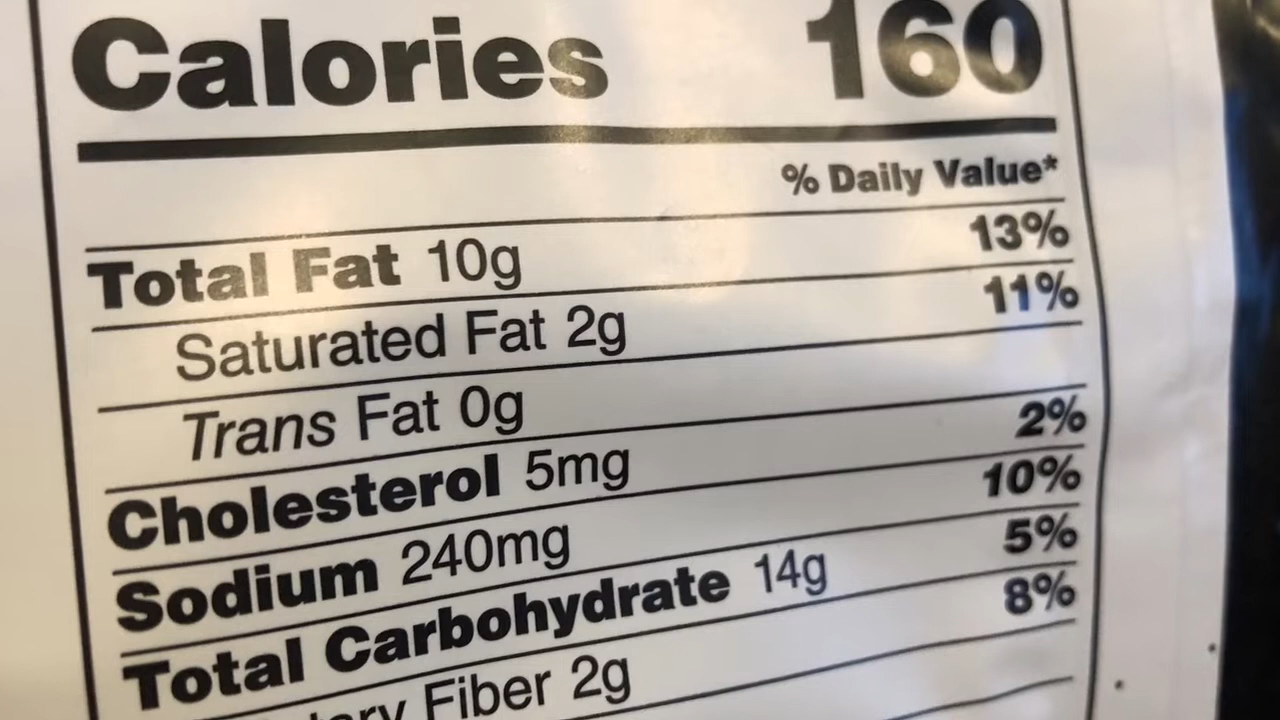 Calories 160
% Daily Value*
Total Fat 10g 13%
Saturated Fat 2g 11%
Trans Fat 0g
Cholesterol 5mg 2%
Sodium 240mg 10%
Total Carbohydrate 14g 5%
Fiber 2g 8%